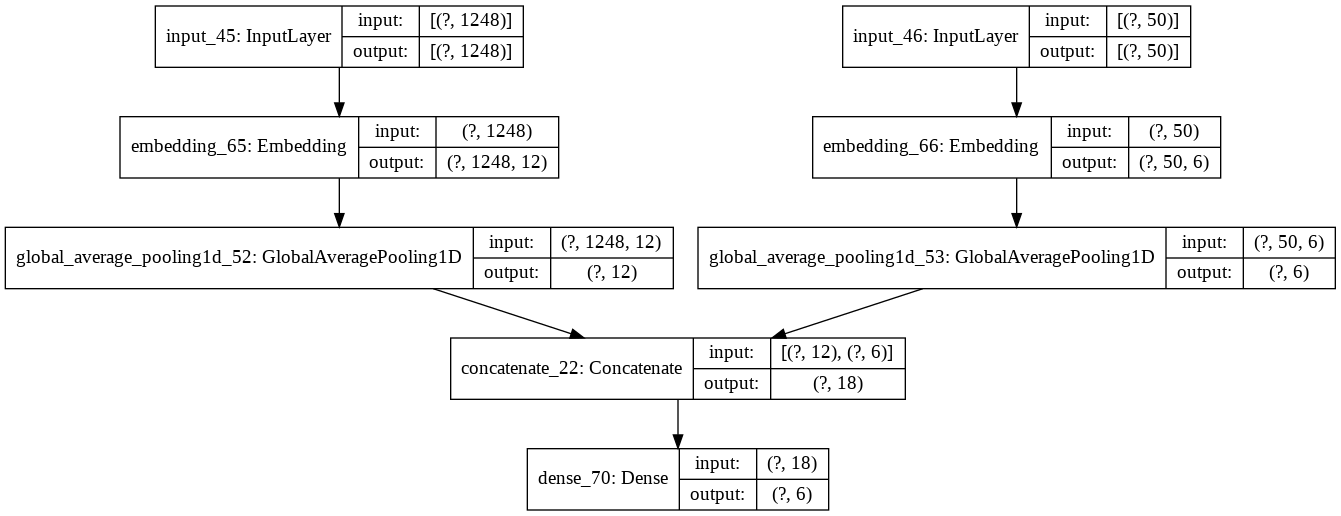 input_45: InputLayer
input: [(?, 1248)]
output: [(?, 1248)]
input_46: InputLayer
input: [(?, 50)]
output: [(?, 50)]
embedding_65: Embedding
input: (?, 1248)
output: (?, 1248, 12)
embedding_66: Embedding
input: (?, 50)
output: (?, 50, 6)
global_average_pooling1d_52: GlobalAveragePooling1D
input: (?, 1248, 12)
output: (?, 12)
global_average_pooling1d_53: GlobalAveragePooling1D
input: (?, 50, 6)
output: (?, 6)
concatenate_22: Concatenate
input: [(?, 12), (?, 6)]
output: (?, 18)
dense_70: Dense
input: (?, 18)
output: (?, 6)